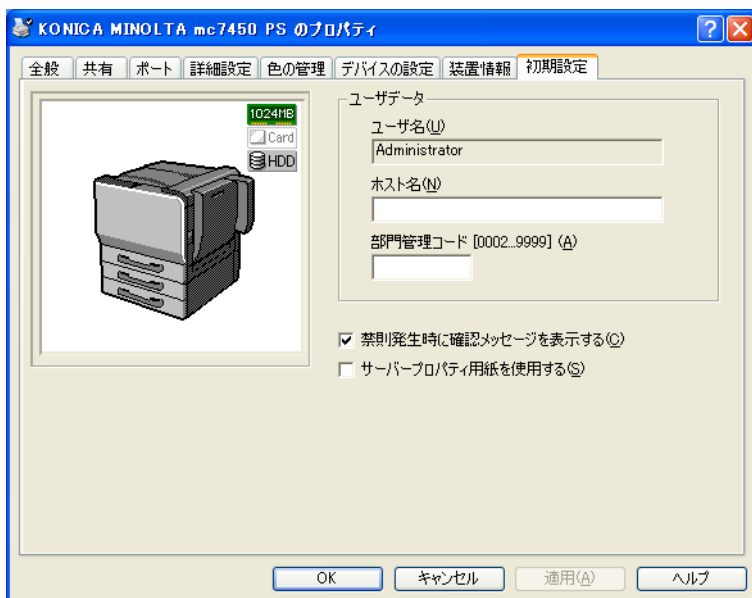 KONICA MINOLTA mc7450 PS のプロパティ
全般 共有 ポート 詳細設定 色の管理 デバイスの設定 装置情報 初期設定
1024MB
Card
HDD
ユーザデータ
ユーザ名(U)
Administrator
ホスト名(N)
部門管理コード [0002...9999] (A)
禁則発生時に確認メッセージを表示する(C)
サーバープロパティ用紙を使用する(S)
OK キャンセル 適用(A) ヘルプ